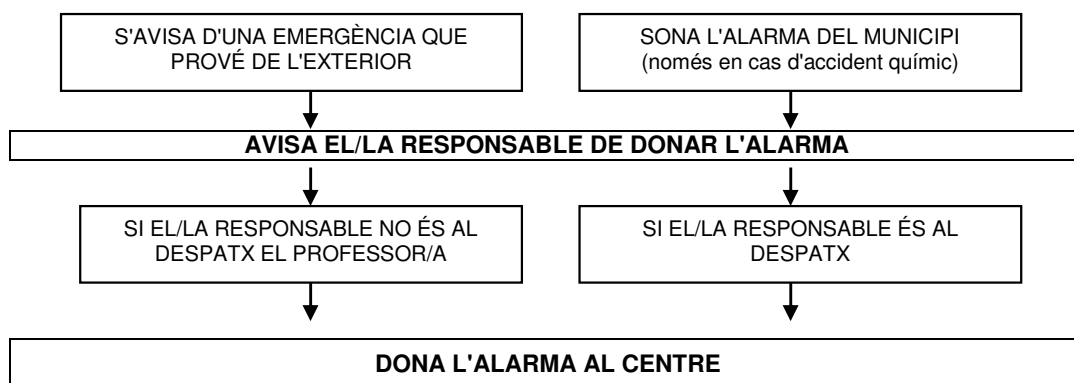 S'AVISA D'UNA EMERGÈNCIA QUE
PROVÉ DE L'EXTERIOR
SONA L'ALARMA DEL MUNICIPI
(només en cas d'accident químic)
AVISA EL/LA RESPONSABLE DE DONAR L'ALARMA
SI EL/LA RESPONSABLE NO ÉS AL
DESPATX EL PROFESSOR/A
SI EL/LA RESPONSABLE ÉS AL
DESPATX
DONA L'ALARMA AL CENTRE